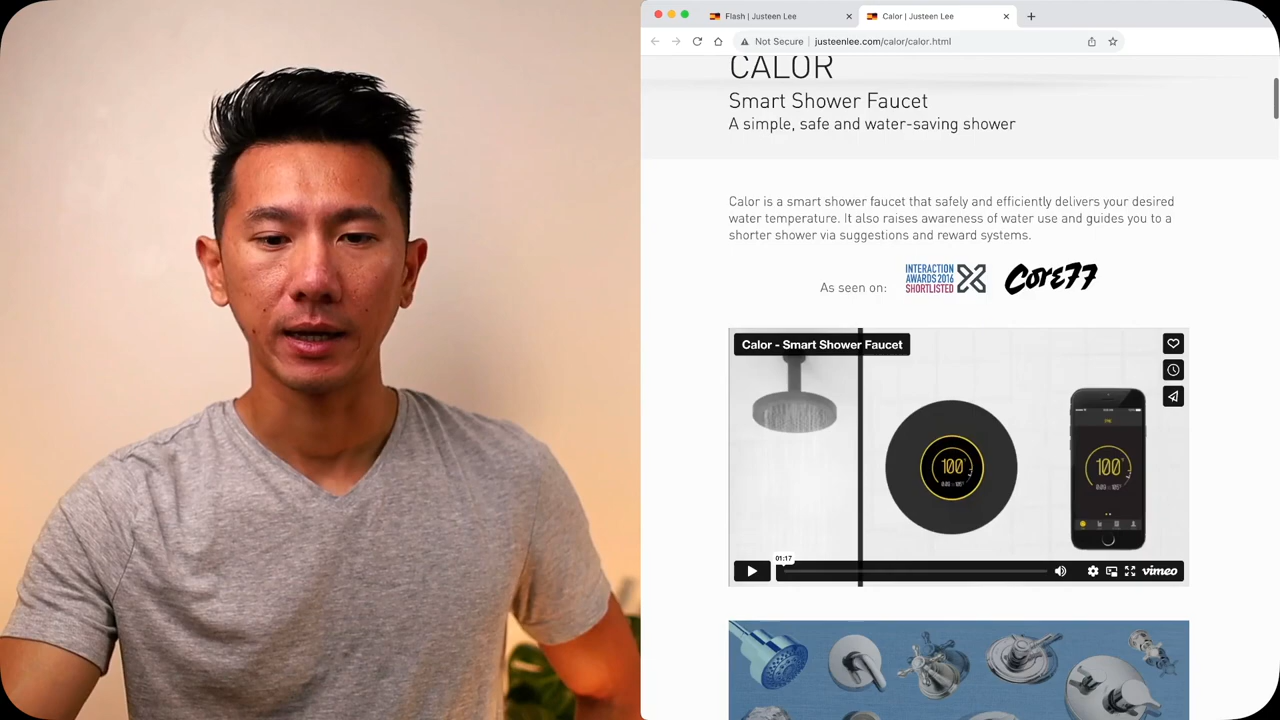 Flash | Justeen Lee
Calor | Justeen Lee
Not Secure
justeenlee.com/calor/calor.html
CALOR
Smart Shower Faucet
A simple, safe and water-saving shower
Calor is a smart shower faucet that safely and efficiently delivers your desired
water temperature. It also raises awareness of water use and guides you to a
shorter shower via suggestions and reward systems.
As seen on:
INTERACTION
AWARDS 2016
SHORTLISTED
Core77
Calor - Smart Shower Faucet
100°
100°
01:17
vimeo